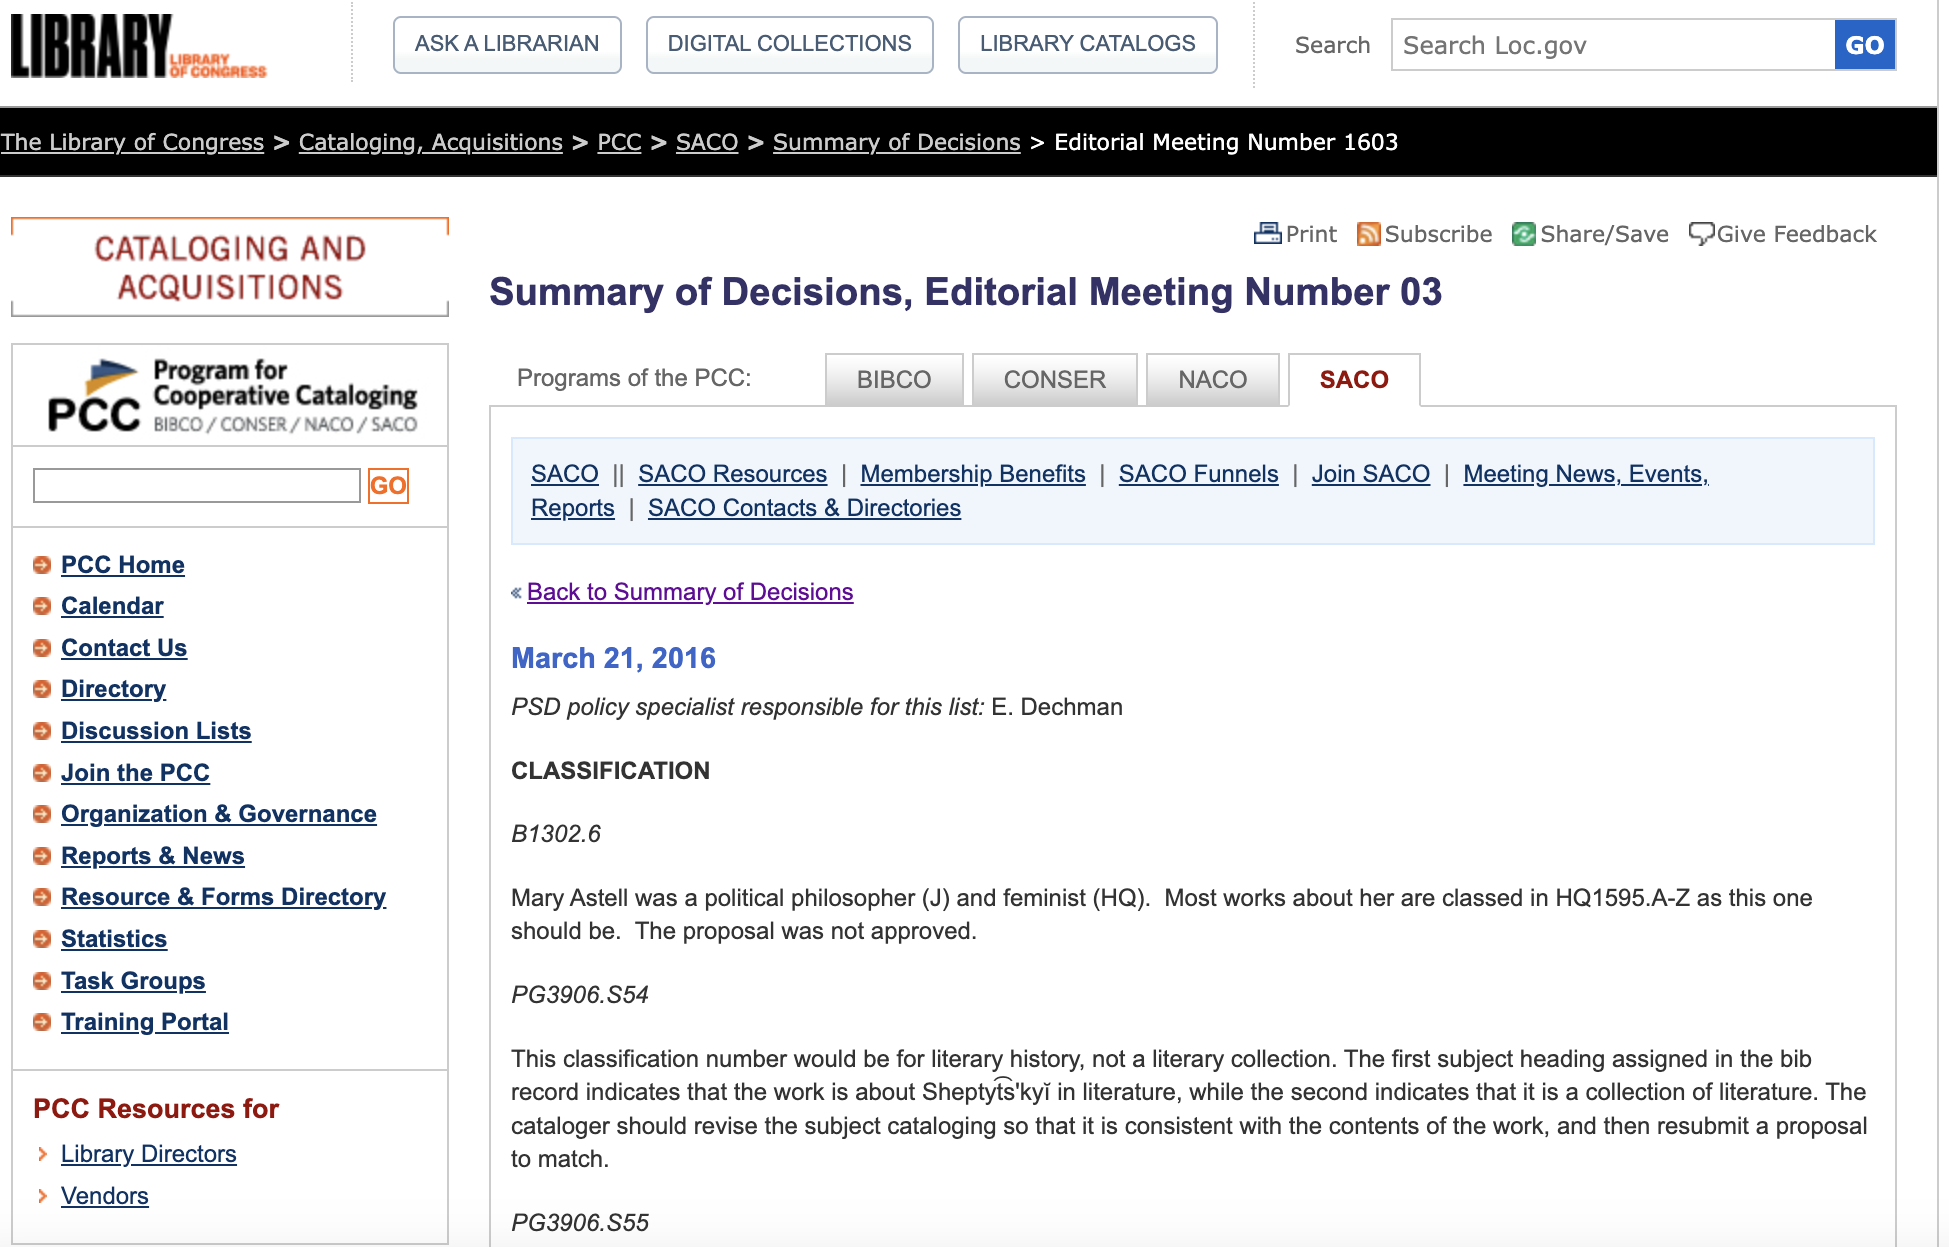 LIBRARY LIBRARY OF CONGRESS
ASK A LIBRARIAN
DIGITAL COLLECTIONS
LIBRARY CATALOGS
Search
Search Loc.gov
GO
The Library of Congress > Cataloging, Acquisitions > PCC > SACO > Summary of Decisions > Editorial Meeting Number 1603
CATALOGING AND
ACQUISITIONS
Program for
Cooperative Cataloging
PCC BIBCO / CONSER / NACO / SACO
GO
PCC Home
Calendar
Contact Us
Directory
Discussion Lists
Join the PCC
Organization & Governance
Reports & News
Resource & Forms Directory
Statistics
Task Groups
Training Portal
PCC Resources for
Library Directors
Vendors
Print Subscribe Share/Save Give Feedback
Summary of Decisions, Editorial Meeting Number 03
Programs of the PCC:
BIBCO
CONSER
NACO
SACO
SACO || SACO Resources | Membership Benefits | SACO Funnels | Join SACO | Meeting News, Events,
Reports | SACO Contacts & Directories
« Back to Summary of Decisions
March 21, 2016
PSD policy specialist responsible for this list: E. Dechman
CLASSIFICATION
B1302.6
Mary Astell was a political philosopher (J) and feminist (HQ).  Most works about her are classed in HQ1595.A-Z as this one
should be.  The proposal was not approved.
PG3906.S54
This classification number would be for literary history, not a literary collection. The first subject heading assigned in the bib
record indicates that the work is about Sheptyt͡s'kyĭ in literature, while the second indicates that it is a collection of literature. The
cataloger should revise the subject cataloging so that it is consistent with the contents of the work, and then resubmit a proposal
to match.
PG3906.S55